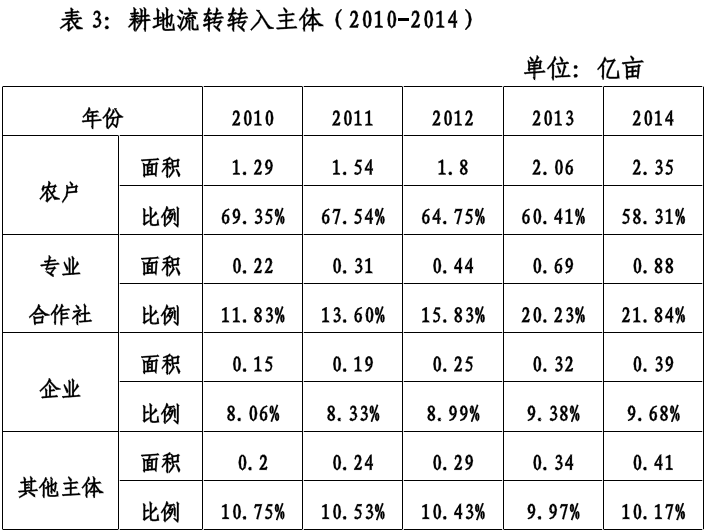 表 3: 耕地流转转入主体（2010-2014）
单位: 亿亩
年份 2010 2011 2012 2013 2014
农户 面积 1.29 1.54 1.8 2.06 2.35
比例 69.35% 67.54% 64.75% 60.41% 58.31%
专业 面积 0.22 0.31 0.44 0.69 0.88
合作社 比例 11.83% 13.60% 15.83% 20.23% 21.84%
企业 面积 0.15 0.19 0.25 0.32 0.39
比例 8.06% 8.33% 8.99% 9.38% 9.68%
其他主体 面积 0.2 0.24 0.29 0.34 0.41
比例 10.75% 10.53% 10.43% 9.97% 10.17%